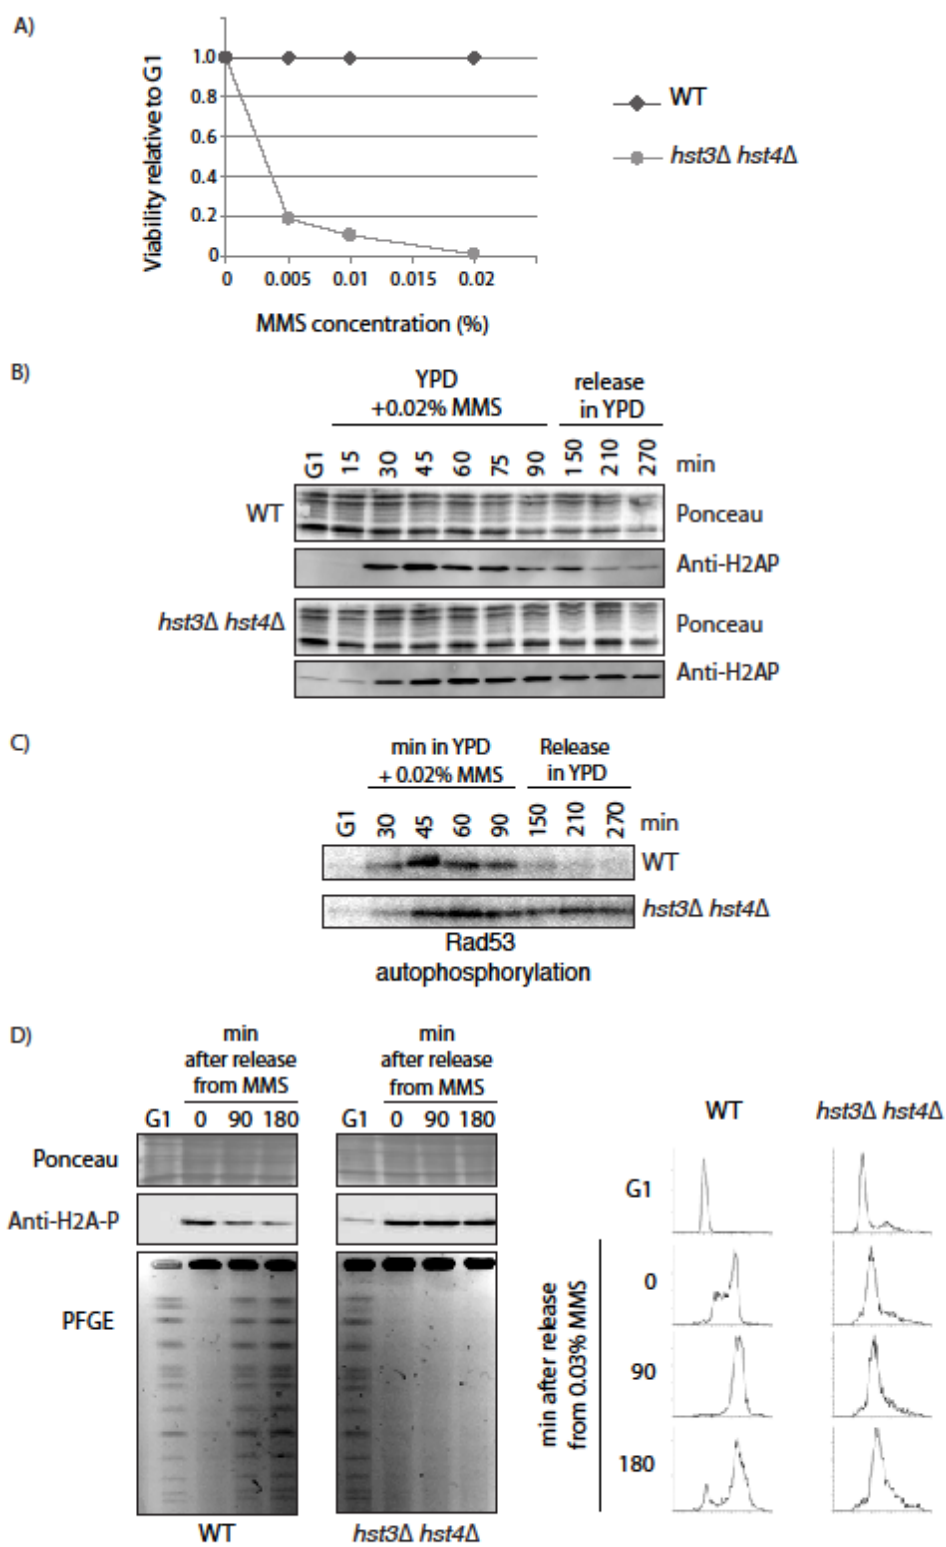 A)
Viability relative to G1
1.0
0.8
0.6
0.4
0.2
0
0 0.005 0.01 0.015 0.02
MMS concentration (%)
WT
hst3Δ hst4Δ
B)
YPD
+0.02% MMS
release
in YPD
G1 15 30 45 60 75 90 150 210 270 min
WT
Ponceau
Anti-H2AP
hst3Δ hst4Δ
Ponceau
Anti-H2AP
C)
min in YPD
+ 0.02% MMS
Release
in YPD
G1 30 45 60 90 150 210 270 min
WT
hst3Δ hst4Δ
Rad53
autophosphorylation
D)
min
after release
from MMS
min
after release
from MMS
G1 0 90 180
G1 0 90 180
Ponceau
Anti-H2A-P
PFGE
WT
hst3Δ hst4Δ
WT
hst3Δ hst4Δ
G1
0
90
180
min after release
from 0.03% MMS